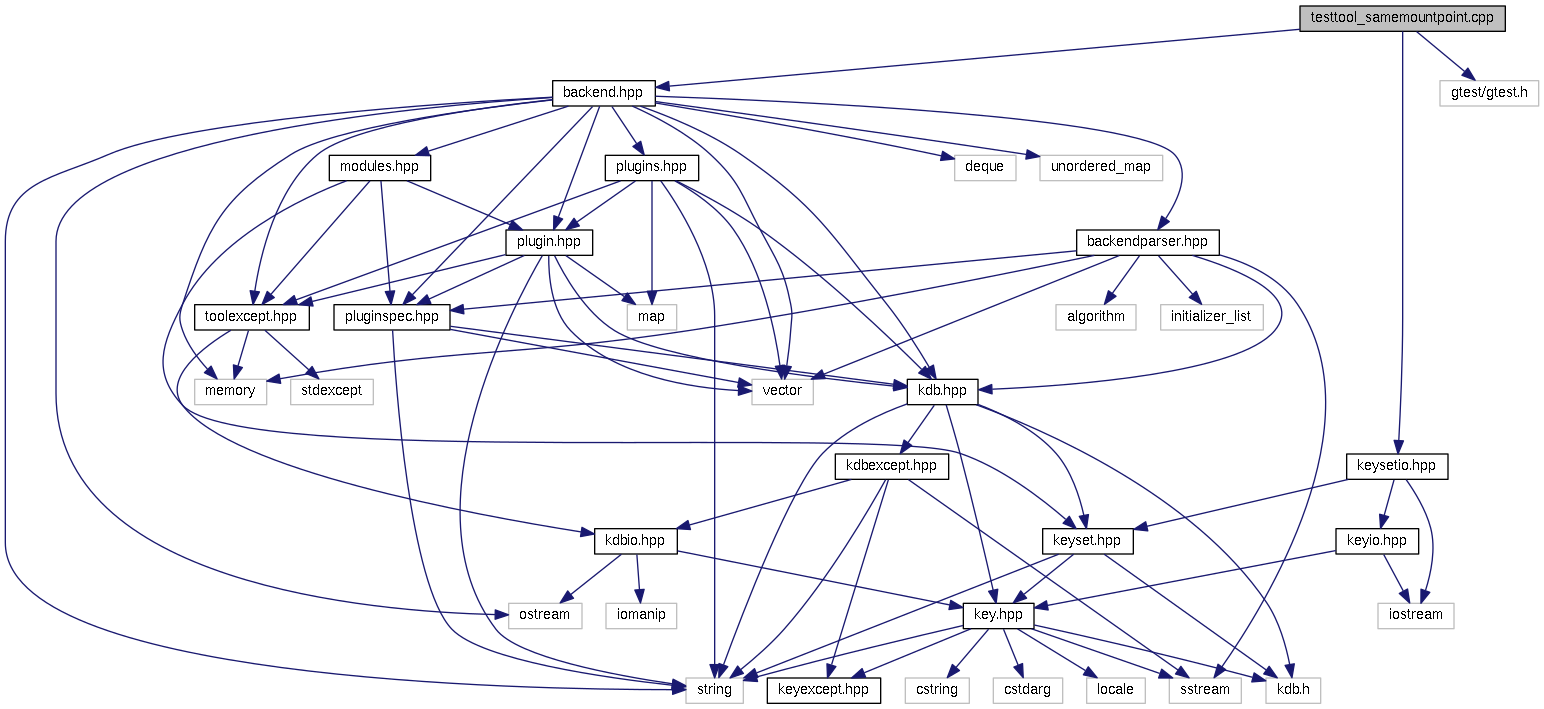 testtool_samemountpoint.cpp
backend.hpp
gtest/gtest.h
modules.hpp
plugins.hpp
deque
unordered_map
plugin.hpp
backendparser.hpp
toolexcept.hpp
pluginspec.hpp
map
algorithm
initializer_list
memory
stdexcept
vector
kdb.hpp
kdbexcept.hpp
keysetio.hpp
kdbio.hpp
keyset.hpp
keyio.hpp
ostream
iomanip
key.hpp
iostream
string
keyexcept.hpp
cstring
cstdarg
locale
sstream
kdb.h